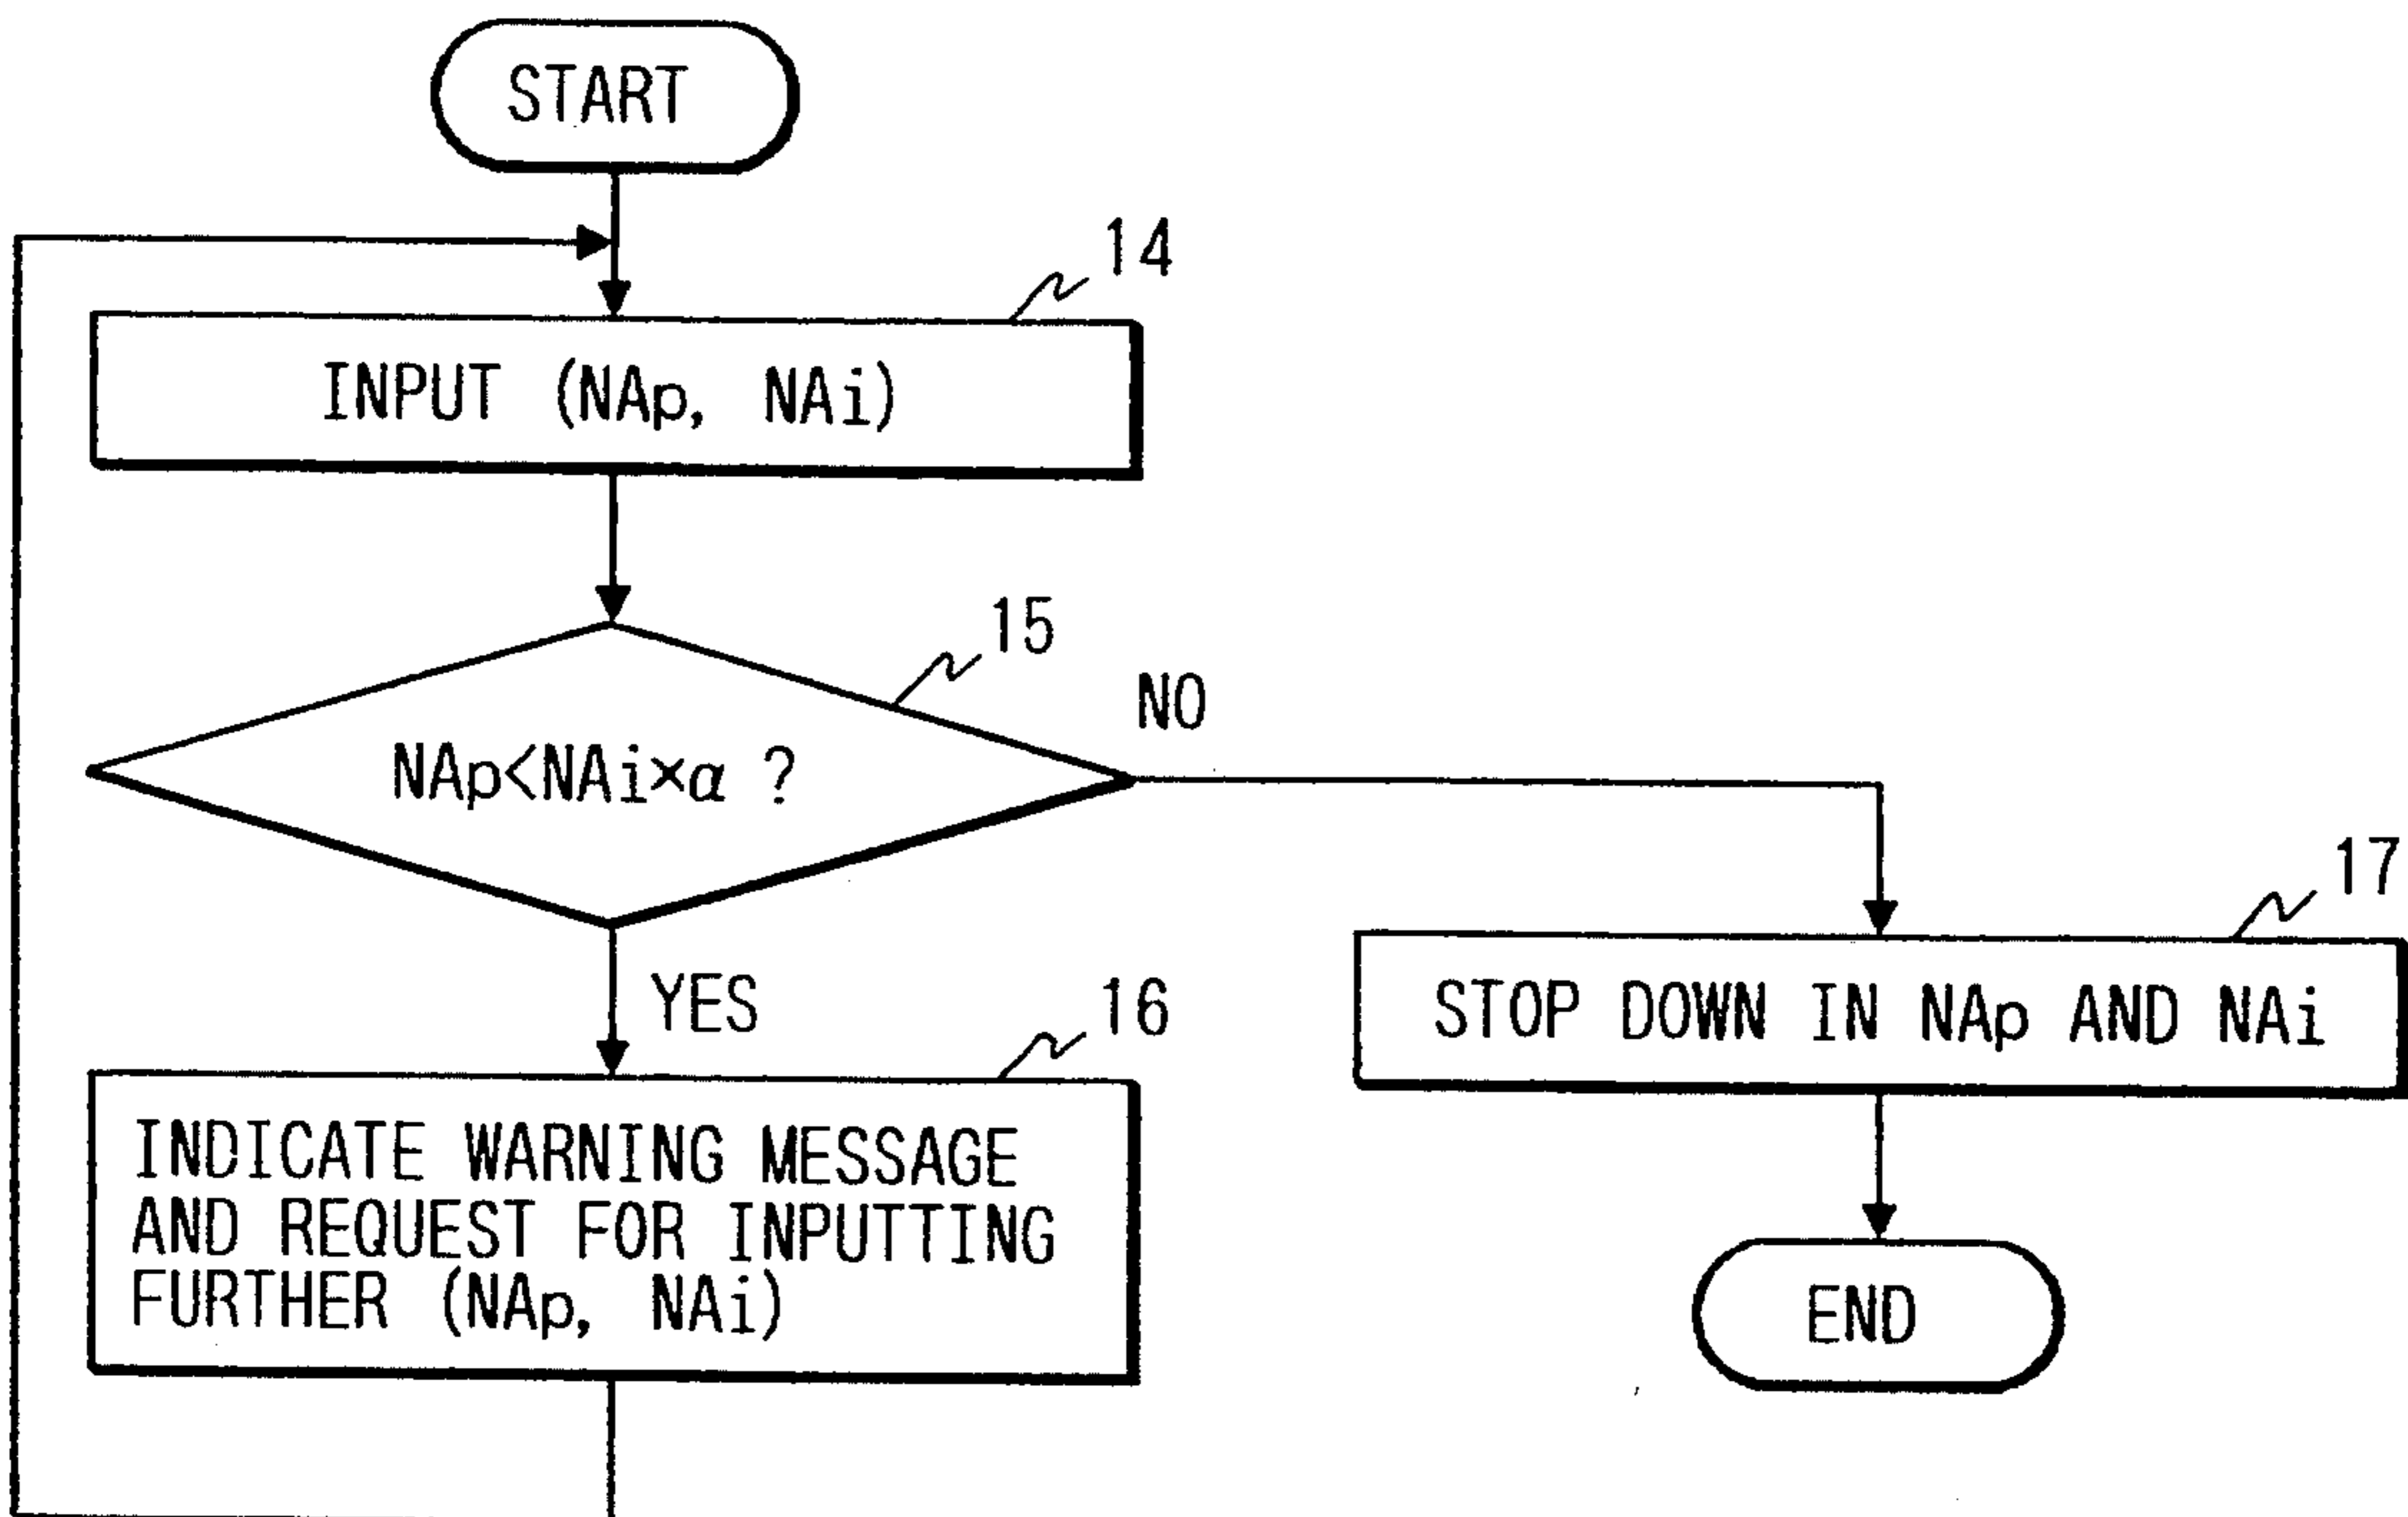 START
14
INPUT (NAp, NAi)
15
NAp<NAi×α ?
NO
YES
16
INDICATE WARNING MESSAGE
AND REQUEST FOR INPUTTING
FURTHER (NAp, NAi)
17
STOP DOWN IN NAp AND NAi
END